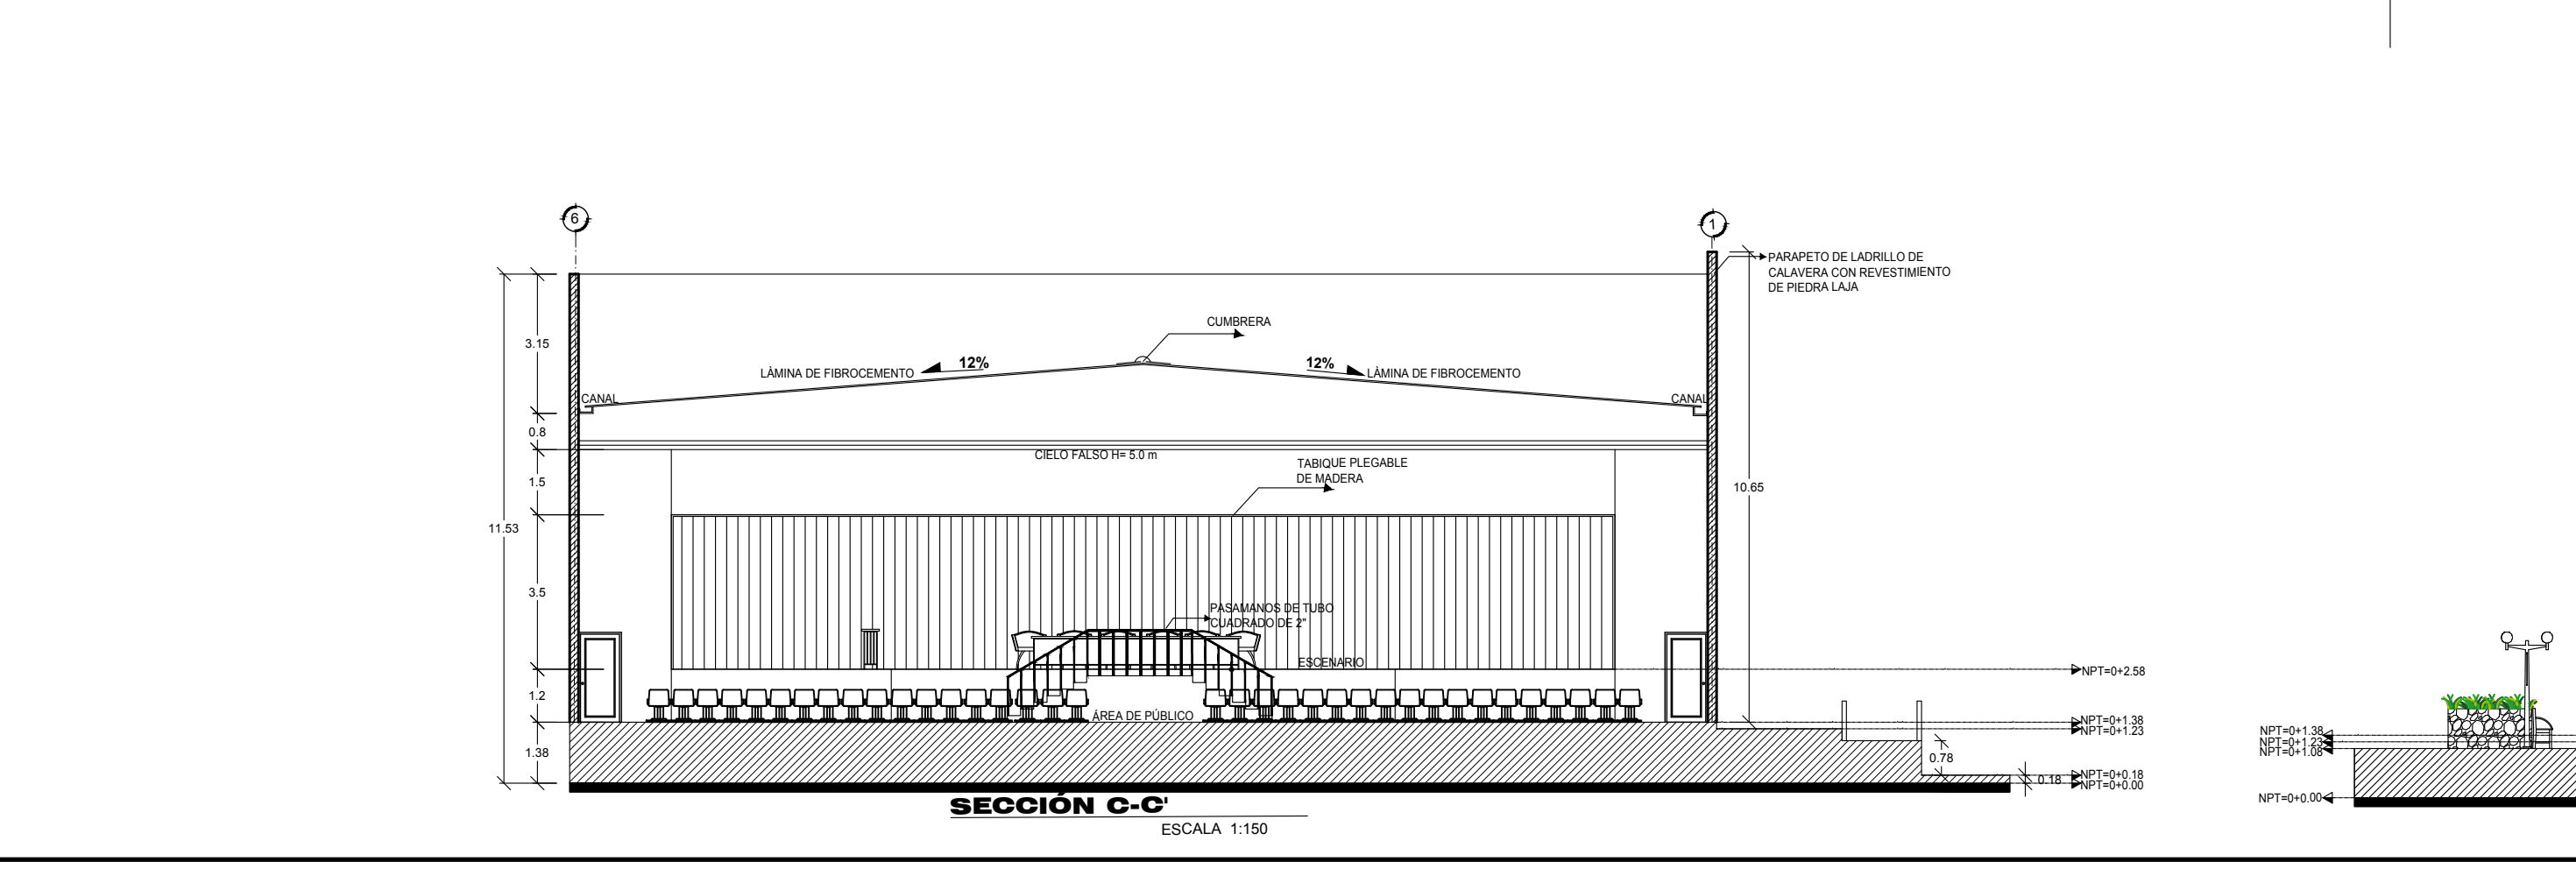 6
1
PARAPETO DE LADRILLO DE
CALAVERA CON REVESTIMIENTO
DE PIEDRA LAJA
CUMBRERA
3.15
12%
12%
LÀMINA DE FIBROCEMENTO
LÀMINA DE FIBROCEMENTO
CANAL
CANAL
0.8
CIELO FALSO H= 5.0 m
TABIQUE PLEGABLE
DE MADERA
1.5
10.65
11.53
3.5
PASAMANOS DE TUBO
CUADRADO DE 2"
ESCENARIO
NPT=0+2.58
1.2
ÁREA DE PÚBLICO
NPT=0+1.38
NPT=0+1.23
1.38
0.78
0.18
NPT=0+0.18
NPT=0+0.00
SECCIÓN C-C'
ESCALA 1:150
NPT=0+1.38
NPT=0+1.23
NPT=0+1.08
NPT=0+0.00